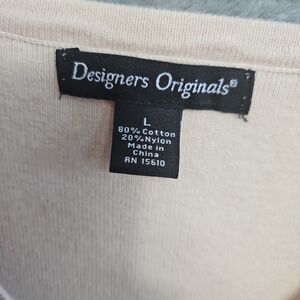 Designers Originals®
L
80% Cotton
20% Nylon
Made in
China
RN 15610